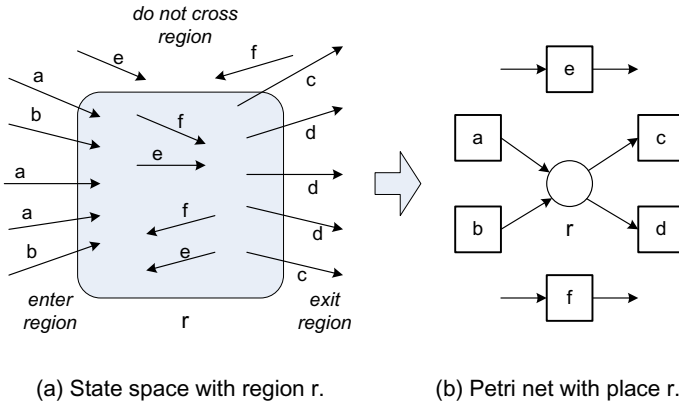 do not cross
region
e
f
a
c
b
f
d
e
a
d
a
f
d
b
e
c
enter
region
r
exit
region
e
a
c
b
r
d
f
(a) State space with region r.
(b) Petri net with place r.